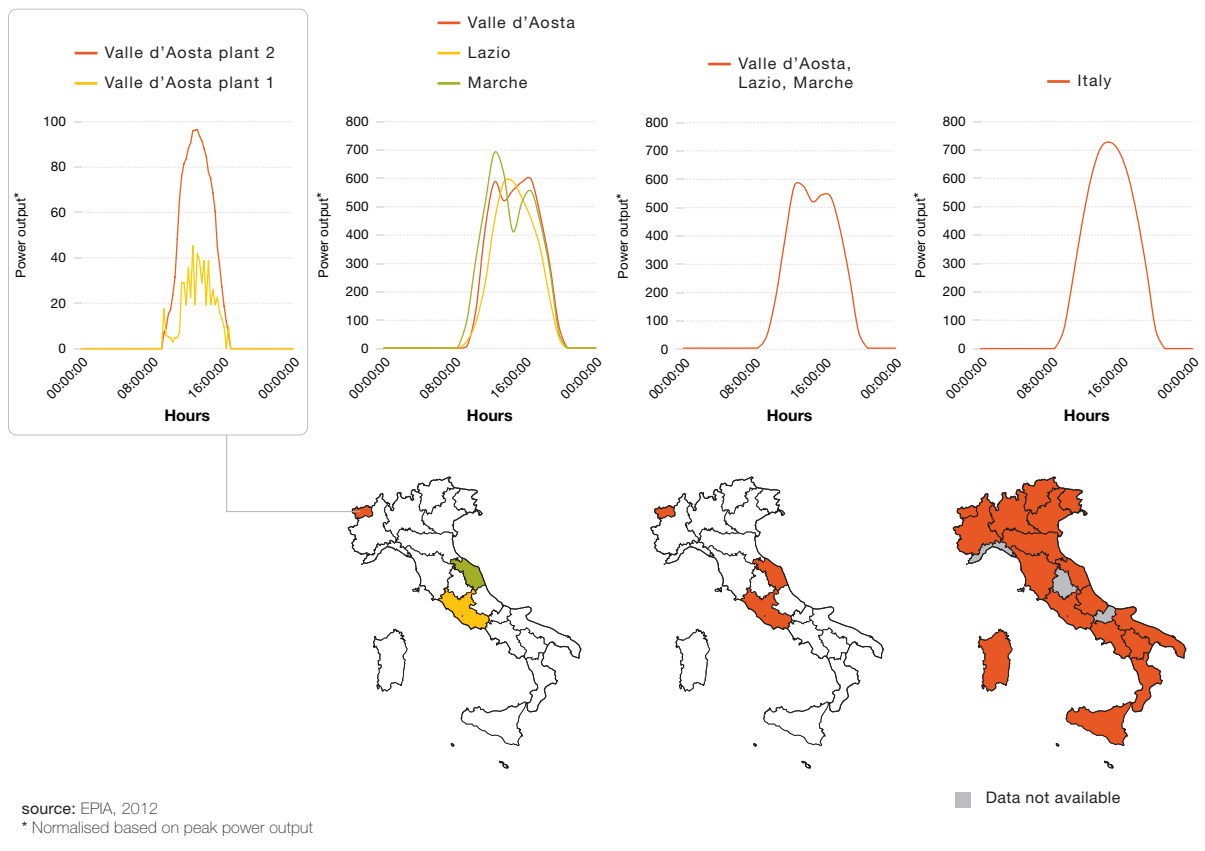 Valle d'Aosta plant 2
Valle d'Aosta plant 1
100
80
60
40
20
0
Power output*
00:00:00
08:00:00
16:00:00
00:00:00
Hours
Valle d'Aosta
Lazio
Marche
800
700
600
500
400
300
200
100
0
Power output*
00:00:00
08:00:00
16:00:00
00:00:00
Hours
Valle d'Aosta,
Lazio, Marche
800
700
600
500
400
300
200
100
0
Power output*
00:00:00
08:00:00
16:00:00
00:00:00
Hours
Italy
800
700
600
500
400
300
200
100
0
Power output*
00:00:00
08:00:00
16:00:00
00:00:00
Hours
Data not available
source: EPIA, 2012
* Normalised based on peak power output